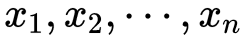 $x_1, x_2, \cdots, x_n$